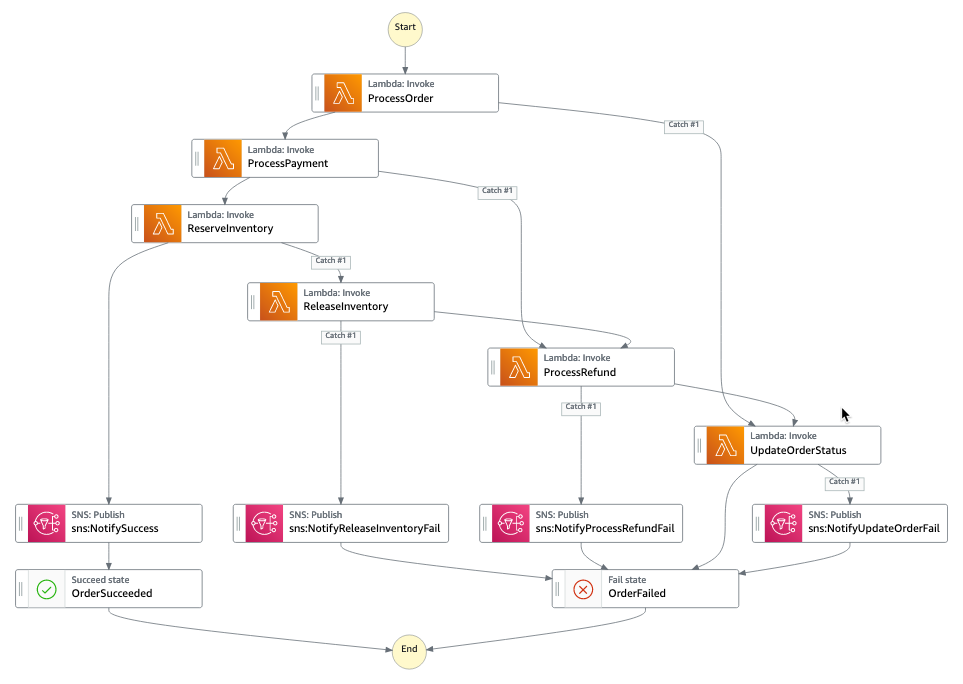 Start
Lambda: Invoke
ProcessOrder
Catch #1
Lambda: Invoke
ProcessPayment
Catch #1
Lambda: Invoke
ReserveInventory
Catch #1
Lambda: Invoke
ReleaseInventory
Catch #1
Lambda: Invoke
ProcessRefund
Catch #1
Lambda: Invoke
UpdateOrderStatus
Catch #1
SNS: Publish
sns:NotifySuccess
SNS: Publish
sns:NotifyReleaseInventoryFail
SNS: Publish
sns:NotifyProcessRefundFail
SNS: Publish
sns:NotifyUpdateOrderFail
Succeed state
OrderSucceeded
Fail state
OrderFailed
End